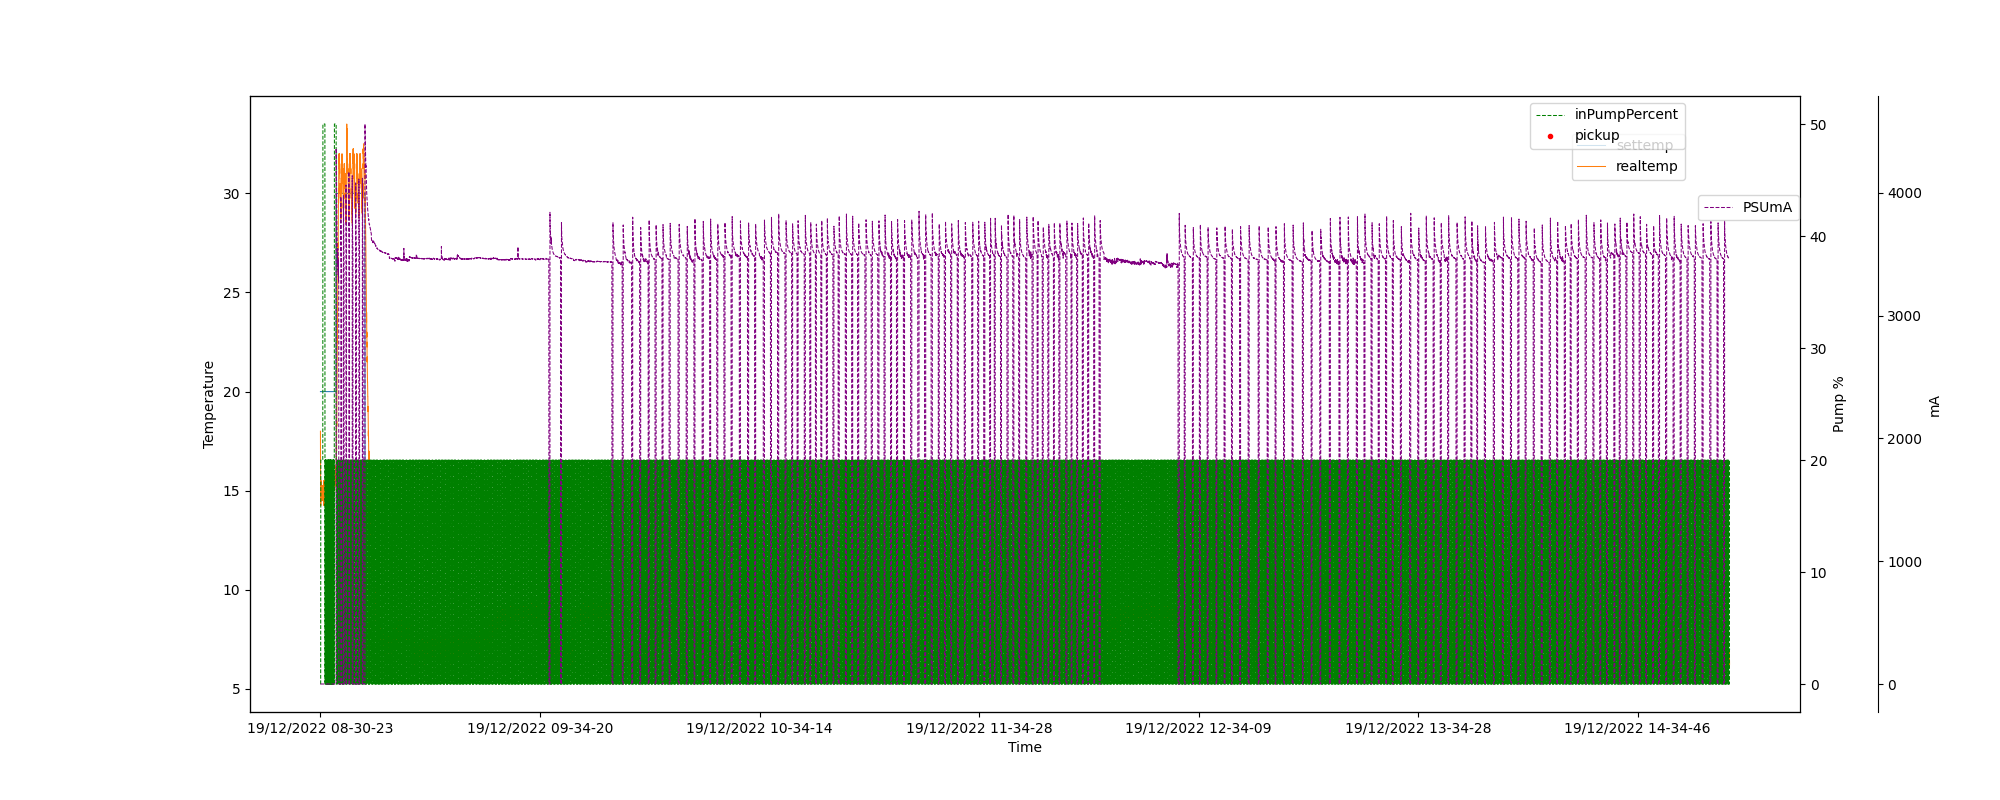 inPumpPercent
pickup
settemp
realtemp
PSUmA
30
25
20
15
10
5
Temperature
50
40
30
20
10
0
Pump %
4000
3000
2000
1000
0
mA
19/12/2022 08-30-23
19/12/2022 09-34-20
19/12/2022 10-34-14
19/12/2022 11-34-28
19/12/2022 12-34-09
19/12/2022 13-34-28
19/12/2022 14-34-46
Time